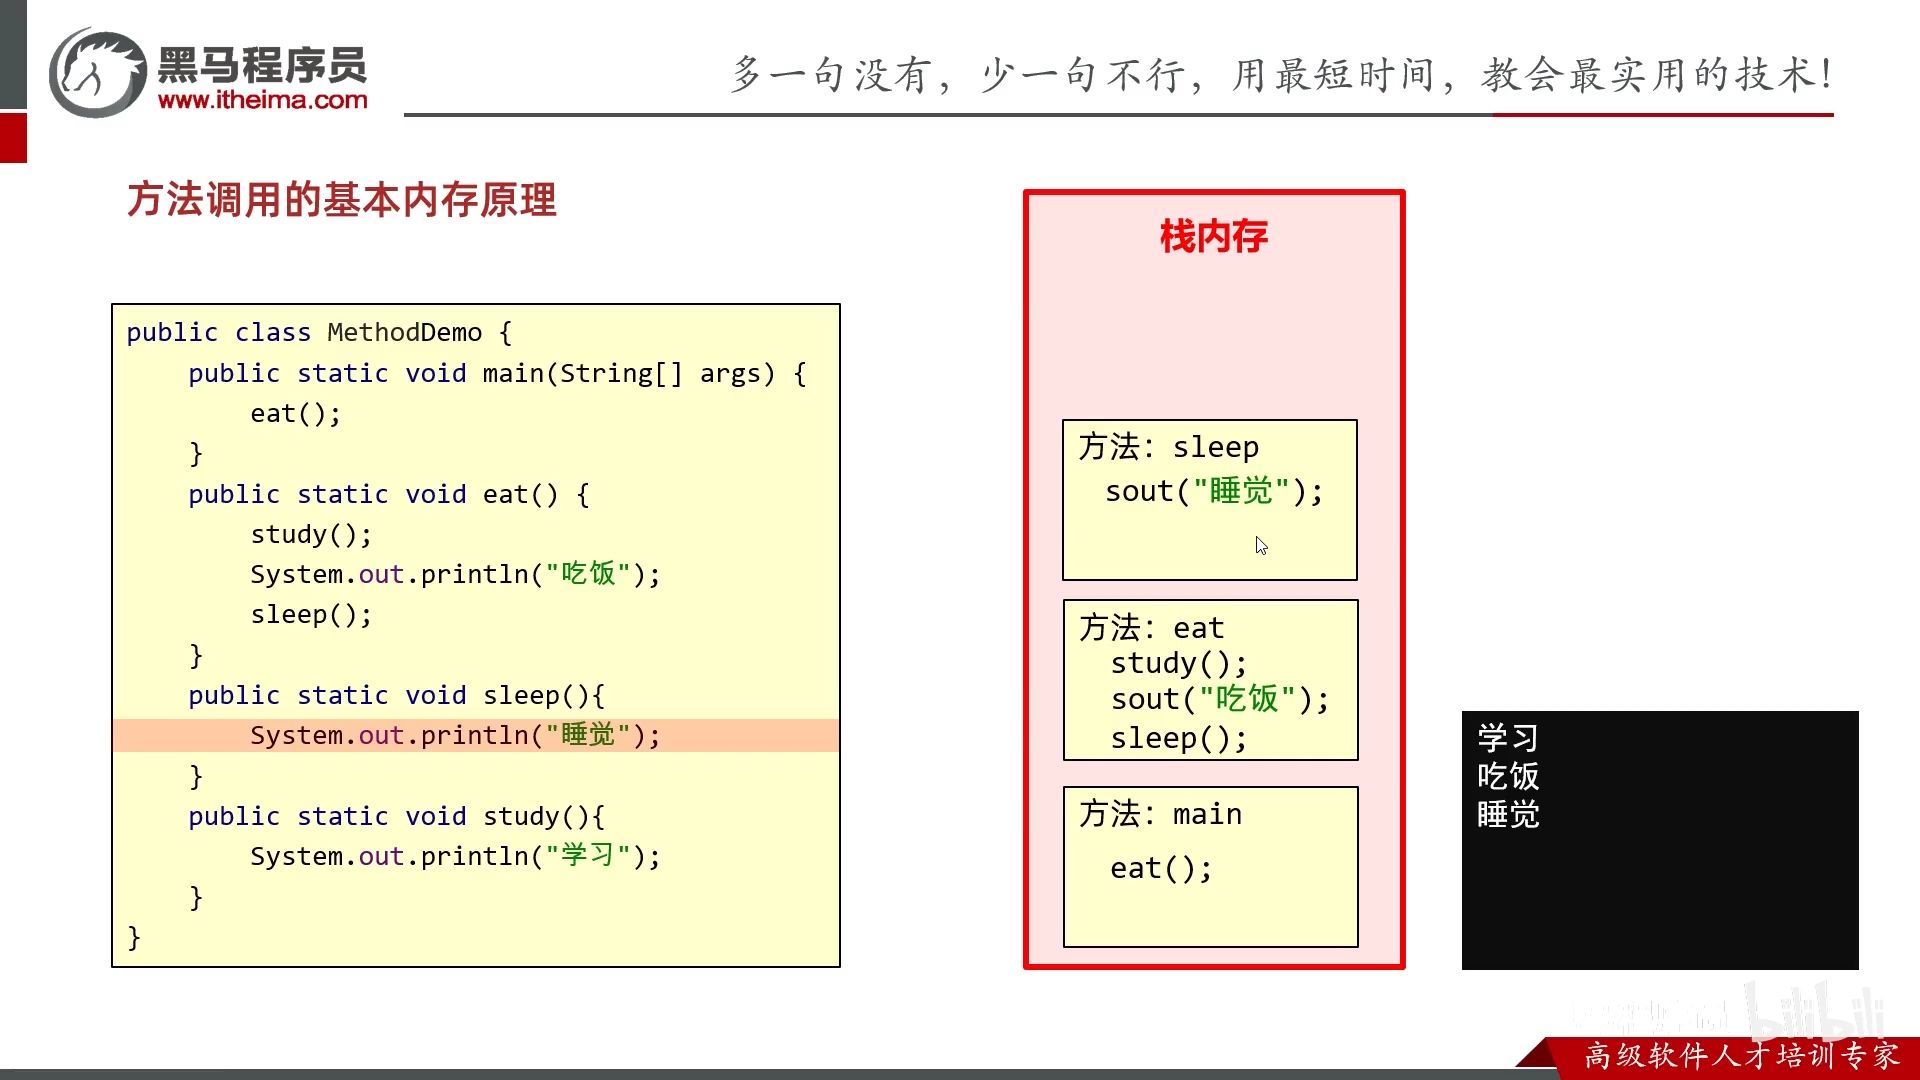 黑马程序员
www.itheima.com
多一句没有，少一句不行，用最短时间，教会最实用的技术！
方法调用的基本内存原理
public class MethodDemo {
public static void main(String[] args) {
eat();
}
public static void eat() {
study();
System.out.println("吃饭");
sleep();
}
public static void sleep(){
System.out.println("睡觉");
}
public static void study(){
System.out.println("学习");
}
}
栈内存
方法：sleep
sout("睡觉");
方法：eat
study();
sout("吃饭");
sleep();
方法：main
eat();
学习
吃饭
睡觉
bilibili
高级软件人才培训专家